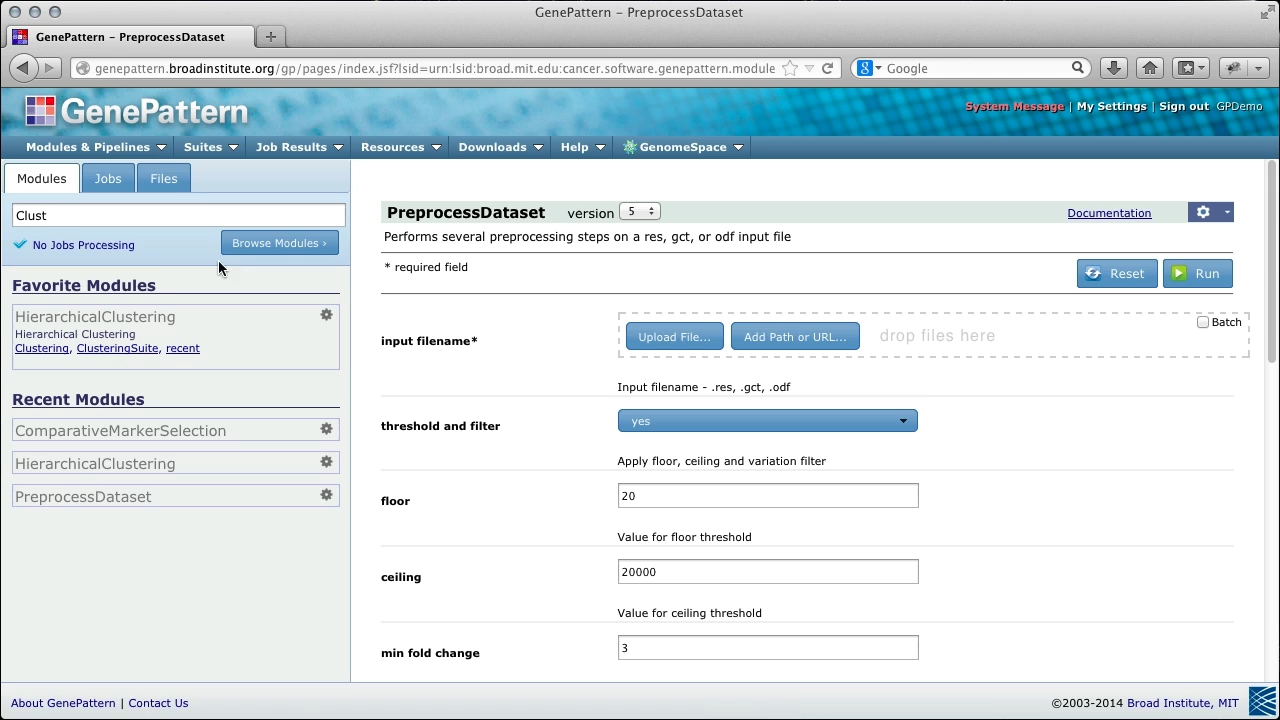 GenePattern - PreprocessDataset
GenePattern - PreprocessDataset
genepattern.broadinstitute.org/gp/pages/index.jsf?lsid=urn:lsid:broad.mit.edu:cancer.software.genepattern.module
Google
GenePattern
System Message | My Settings | Sign out GPDemo
Modules & Pipelines Suites Job Results Resources Downloads Help GenomeSpace
Modules Jobs Files
Clust
No Jobs Processing
Browse Modules ›
Favorite Modules
HierarchicalClustering
Hierarchical Clustering
Clustering, ClusteringSuite, recent
Recent Modules
ComparativeMarkerSelection
HierarchicalClustering
PreprocessDataset
PreprocessDataset version 5 Documentation
Performs several preprocessing steps on a res, gct, or odf input file
* required field
Reset Run
input filename*
Upload File... Add Path or URL... drop files here
Batch
Input filename - .res, .gct, .odf
threshold and filter
yes
Apply floor, ceiling and variation filter
floor
20
Value for floor threshold
ceiling
20000
Value for ceiling threshold
min fold change
3
About GenePattern | Contact Us
©2003-2014 Broad Institute, MIT